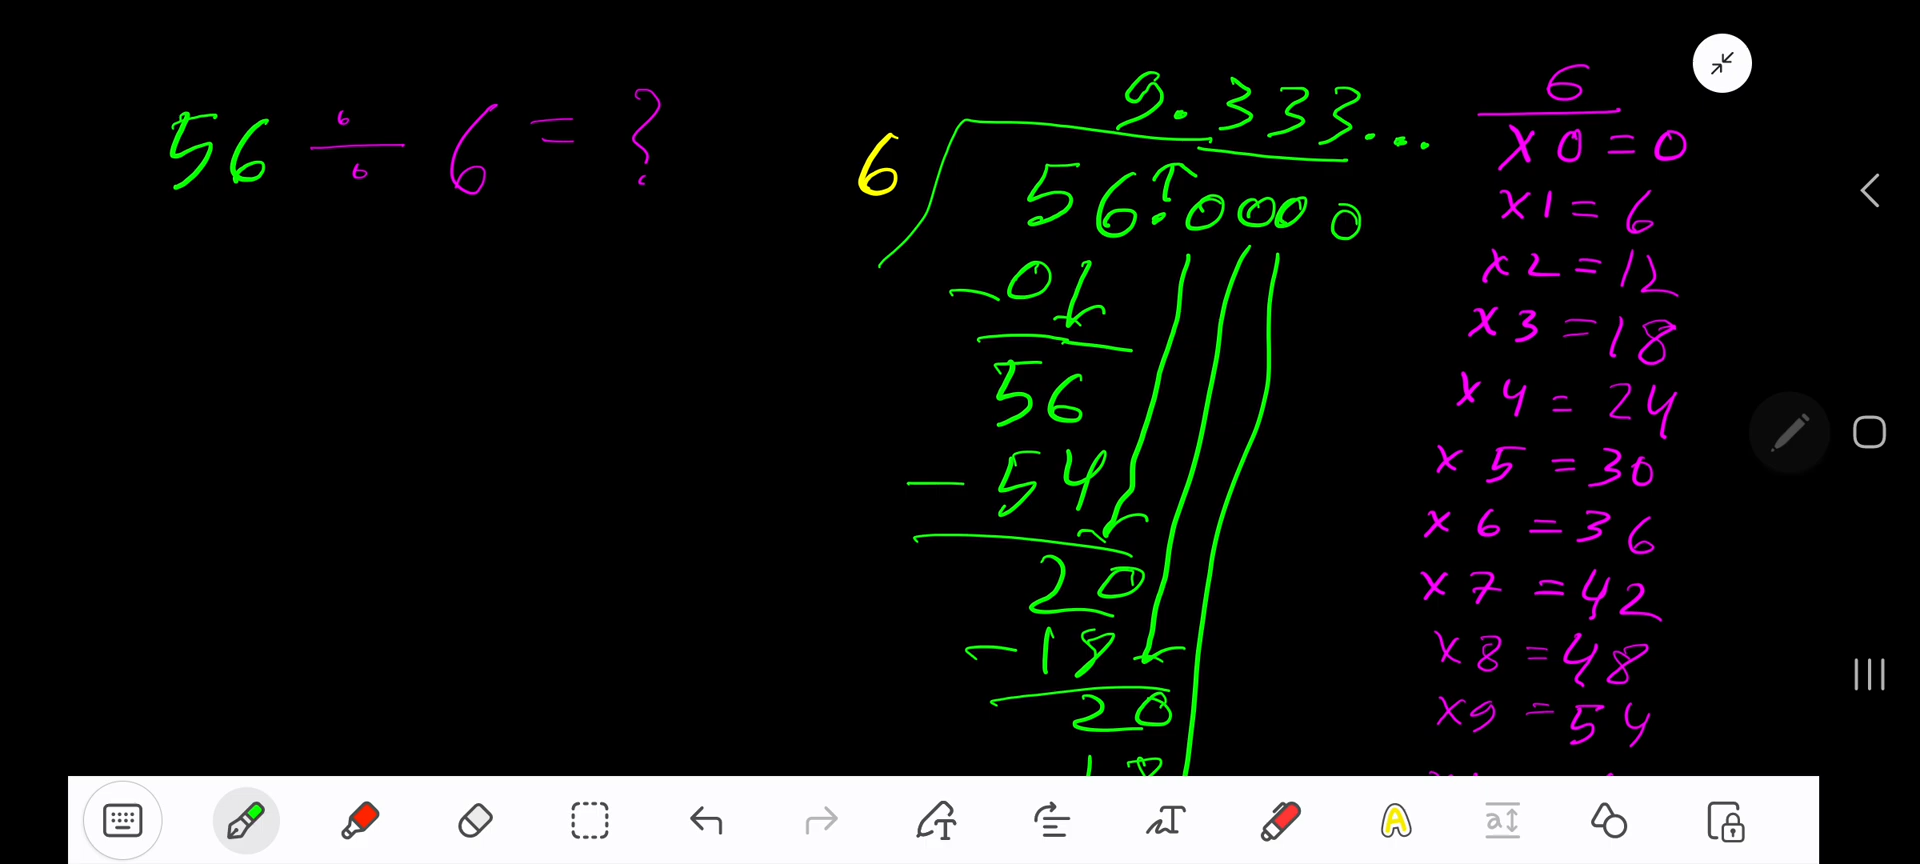 56 ÷ 6 = ?
9.333...
6 56.0000
-0
56
-54
20
-18
20
18
6
x0=0
x1=6
x2=12
x3=18
x4=24
x5=30
x6=36
x7=42
x8=48
x9=54